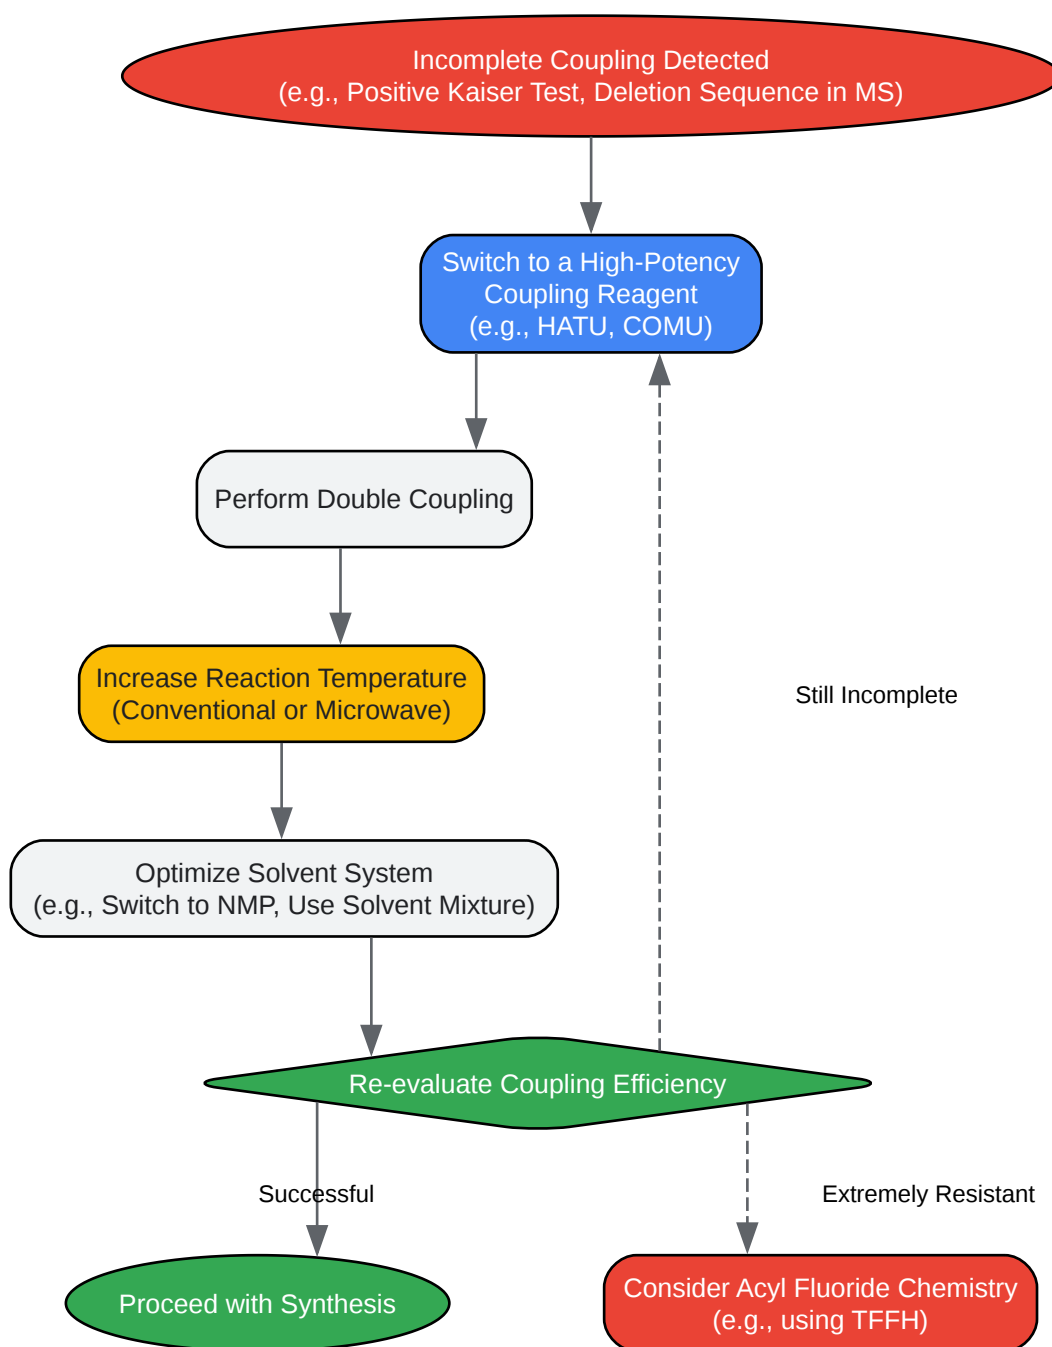 Incomplete Coupling Detected
(e.g., Positive Kaiser Test, Deletion Sequence in MS)
Switch to a High-Potency
Coupling Reagent
(e.g., HATU, COMU)
Perform Double Coupling
Increase Reaction Temperature
(Conventional or Microwave)
Still Incomplete
Optimize Solvent System
(e.g., Switch to NMP, Use Solvent Mixture)
Re-evaluate Coupling Efficiency
Successful
Extremely Resistant
Proceed with Synthesis
Consider Acyl Fluoride Chemistry
(e.g., using TFFH)